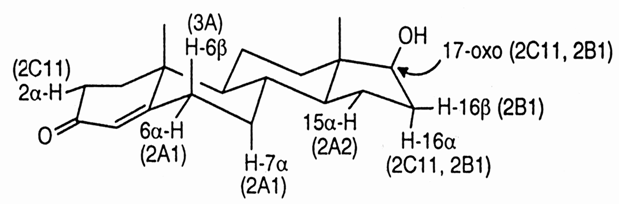 (3A)
H-6β
OH
17-oxo (2C11, 2B1)
(2C11)
2α-H
H-16β (2B1)
O
6α-H
(2A1)
15α-H
(2A2)
H-16α
(2C11, 2B1)
H-7α
(2A1)